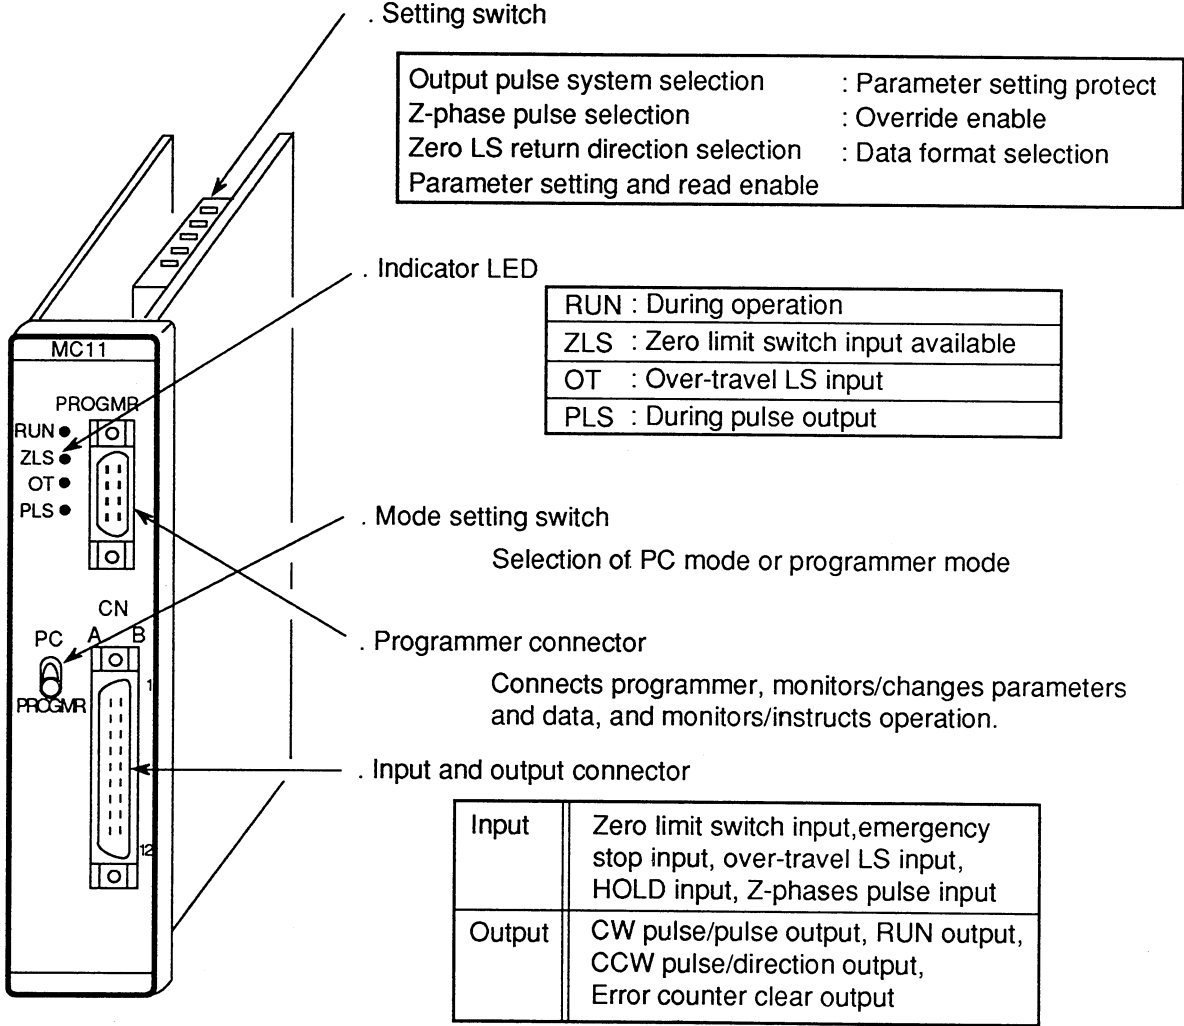 . Setting switch
Output pulse system selection : Parameter setting protect
Z-phase pulse selection : Override enable
Zero LS return direction selection : Data format selection
Parameter setting and read enable
. Indicator LED
RUN : During operation
ZLS : Zero limit switch input available
OT : Over-travel LS input
PLS : During pulse output
MC11
PROGMR
RUN
ZLS
OT
PLS
. Mode setting switch
Selection of PC mode or programmer mode
CN
PC A B
1
PROGMR
12
. Programmer connector
Connects programmer, monitors/changes parameters
and data, and monitors/instructs operation.
. Input and output connector
Input Zero limit switch input,emergency
stop input, over-travel LS input,
HOLD input, Z-phases pulse input
Output CW pulse/pulse output, RUN output,
CCW pulse/direction output,
Error counter clear output